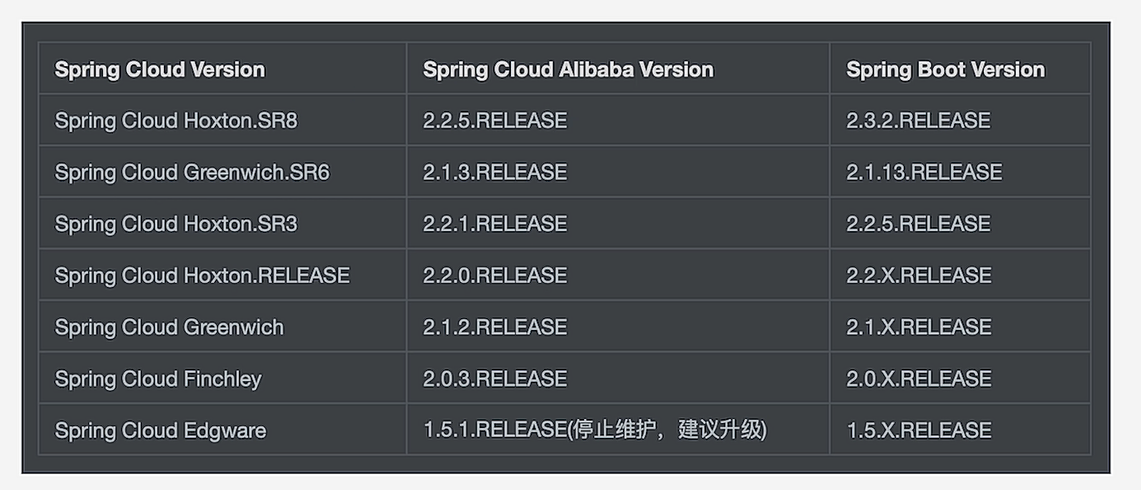 Spring Cloud Version Spring Cloud Alibaba Version Spring Boot Version
Spring Cloud Hoxton.SR8 2.2.5.RELEASE 2.3.2.RELEASE
Spring Cloud Greenwich.SR6 2.1.3.RELEASE 2.1.13.RELEASE
Spring Cloud Hoxton.SR3 2.2.1.RELEASE 2.2.5.RELEASE
Spring Cloud Hoxton.RELEASE 2.2.0.RELEASE 2.2.X.RELEASE
Spring Cloud Greenwich 2.1.2.RELEASE 2.1.X.RELEASE
Spring Cloud Finchley 2.0.3.RELEASE 2.0.X.RELEASE
Spring Cloud Edgware 1.5.1.RELEASE(停止维护，建议升级) 1.5.X.RELEASE